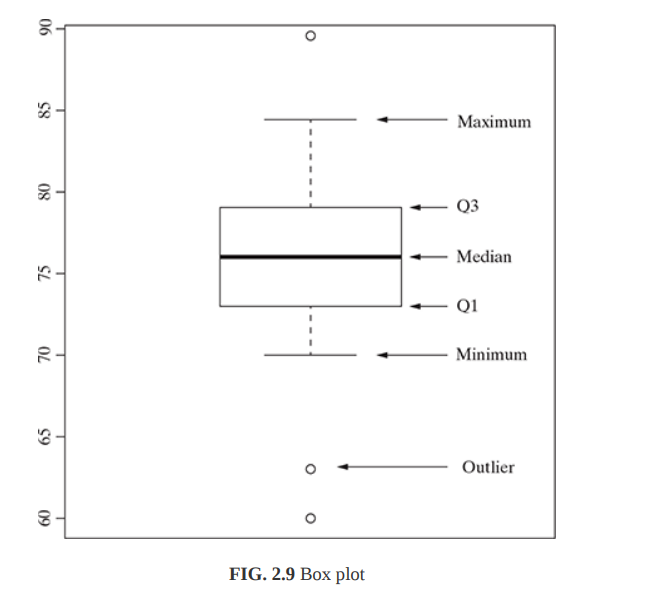 90
Maximum
85
80
Q3
Median
75
Q1
70
Minimum
65
Outlier
60
FIG. 2.9 Box plot